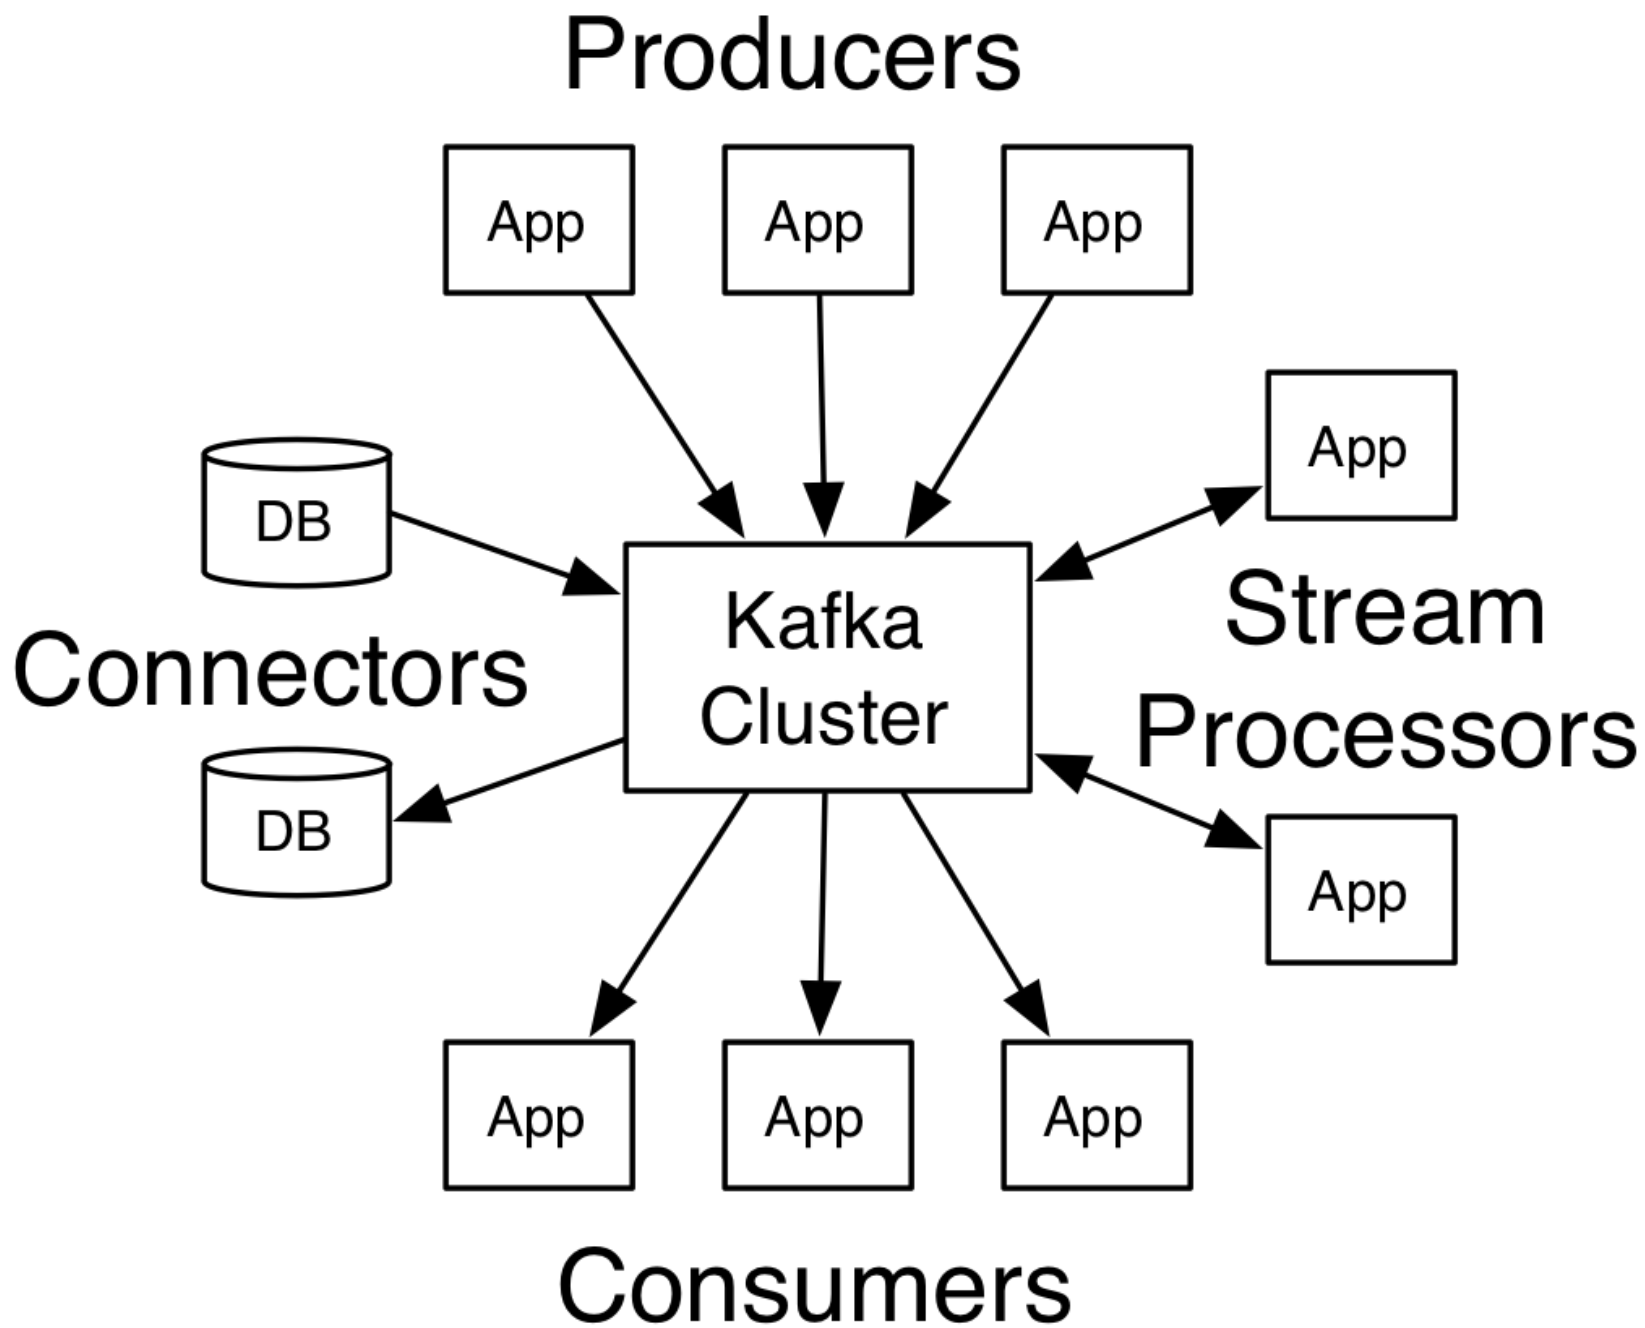 Producers
App
App
App
App
DB
Kafka
Cluster
Connectors
Stream
Processors
DB
App
App
App
App
Consumers